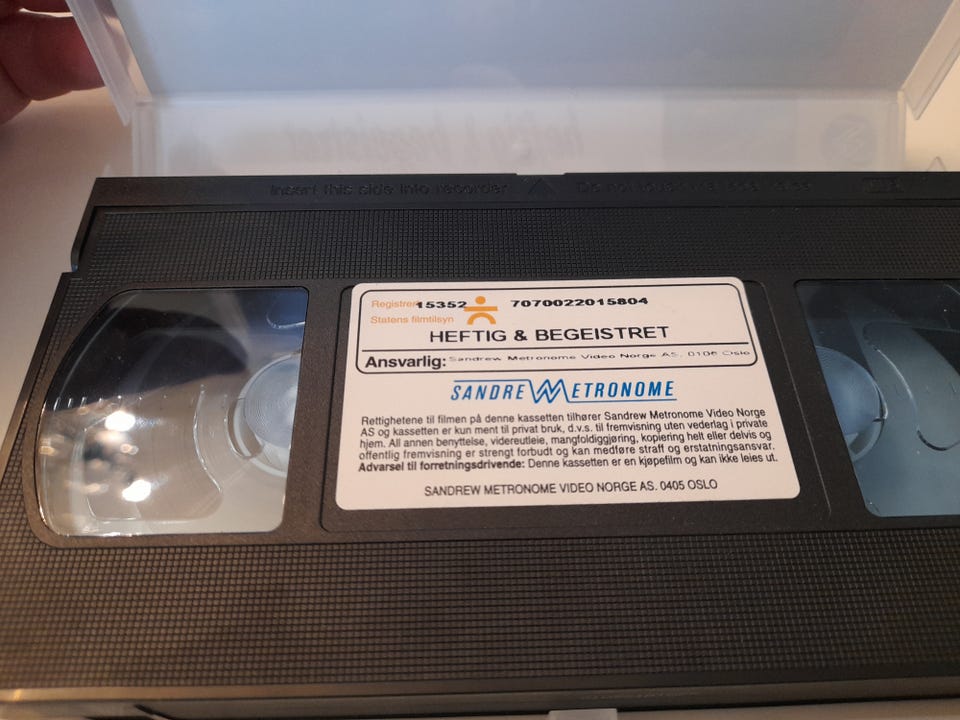 Insert this side into recorder
Registrert 15352 7070022015804
Statens filmtilsyn
HEFTIG & BEGEISTRET
Ansvarlig: Sandrew Metronome Video Norge AS, 0106 Oslo
SANDREW METRONOME
Rettighetene til filmen på denne kassetten tilhører Sandrew Metronome Video Norge
AS og kassetten er kun ment til privat bruk, d.v.s. til fremvisning uten vederlag i private
hjem. All annen benyttelse, videreutleie, mangfoldiggjøring, kopiering helt eller delvis og
offentlig fremvisning er strengt forbudt og kan medføre straff og erstatningsansvar.
Advarsel til forretningsdrivende: Denne kassetten er en kjøpefilm og kan ikke leies ut.
SANDREW METRONOME VIDEO NORGE AS. 0405 OSLO